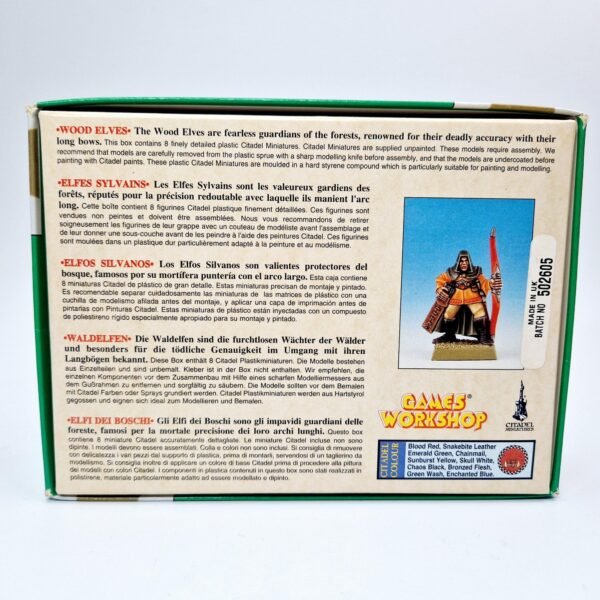 •WOOD ELVES• The Wood Elves are fearless guardians of the forests, renowned for their deadly accuracy with their
long bows. This box contains 8 finely detailed plastic Citadel Miniatures. Citadel Miniatures are supplied unpainted. These models require assembly. We
recommend that models are carefully removed from the plastic sprue with a sharp modelling knife before assembly, and that the models are undercoated before
painting with Citadel paints. These plastic Citadel Miniatures are moulded in a hard styrene compound which is particularly suitable for painting and modelling.
•ELFES SYLVAINS• Les Elfes Sylvains sont les valeureux gardiens des
forêts, réputés pour la précision redoutable avec laquelle ils manient l'arc
long. Cette boîte contient 8 figurines Citadel plastique finement détaillées. Ces figurines sont
vendues non peintes et doivent être assemblées. Nous vous recommandons de retirer
soigneusement les figurines de leur grappe avec un couteau de modéliste avant l'assemblage et
de leur donner une sous-couche avant de les peindre à l'aide des peintures Citadel. Ces figurines
sont moulées dans un plastique dur particulièrement adapté à la peinture et au modélisme.
•ELFOS SILVANOS• Los Elfos Silvanos son valientes protectores del
bosque, famosos por su mortífera puntería con el arco largo. Esta caja contiene
8 miniaturas Citadel de plástico de gran detalle. Estas miniaturas precisan de montaje y pintado.
Es recomendable separar cuidadosamente las miniaturas de las matrices de plástico con una
cuchilla de modelismo afilada antes del montaje, y aplicar una capa de imprimación antes de
pintarlas con Pinturas Citadel. Estas miniaturas de plástico están inyectadas con un compuesto
de poliestireno rígido especialmente apropiado para su montaje y pintado.
•WALDELFEN• Die Waldelfen sind die furchtlosen Wächter der Wälder
und besonders für die tödliche Genauigkeit im Umgang mit ihren
Langbögen bekannt. Diese Box enthält 8 Citadel Plastikminiaturen. Die Modelle bestehen
aus Einzelteilen und sind unbemalt. Kleber ist in der Box nicht enthalten. Wir empfehlen, die
einzelnen Komponenten vor dem Zusammenbau mit Hilfe eines scharfen Modelliermessers aus
dem Gußrahmen zu entfernen und sorgfältig zu säubern. Die Modelle sollten vor dem Bemalen
mit Citadel Farben oder Sprays grundiert werden. Citadel Plastikminiaturen werden aus Hartstyrol
gegossen und eignen sich ideal zum Modellieren und Bemalen.
•ELFI DEI BOSCHI• Gli Elfi dei Boschi sono gli impavidi guardiani delle
foreste, famosi per la mortale precisione dei loro archi lunghi. Questo box
contiene 8 miniature Citadel accuratamente dettagliate. Le miniature Citadel incluse non sono
dipinte. I modelli devono essere assemblati. Colla e colori non sono inclusi. Si consiglia di rimuovere
con delicatezza i vari pezzi dal supporto di plastica, prima di montarli, servendosi di un taglierino da
modellismo. Si consiglia inoltre di applicare un colore di base Citadel prima di procedere alla pittura
dei modelli con colori Citadel. I modelli in plastica contenuti in questo box sono stati realizzati in
polistirene, materiale particolarmente adatto ad essere modellato e dipinto.
MADE IN UK
BATCH NO 502605
GAMES
WORKSHOP®
CITADEL
MINIATURES
CITADEL
COLOUR
Blood Red, Snakebite Leather
Emerald Green, Chainmail,
Sunburst Yellow, Skull White,
Chaos Black, Bronzed Flesh,
Green Wash, Enchanted Blue.